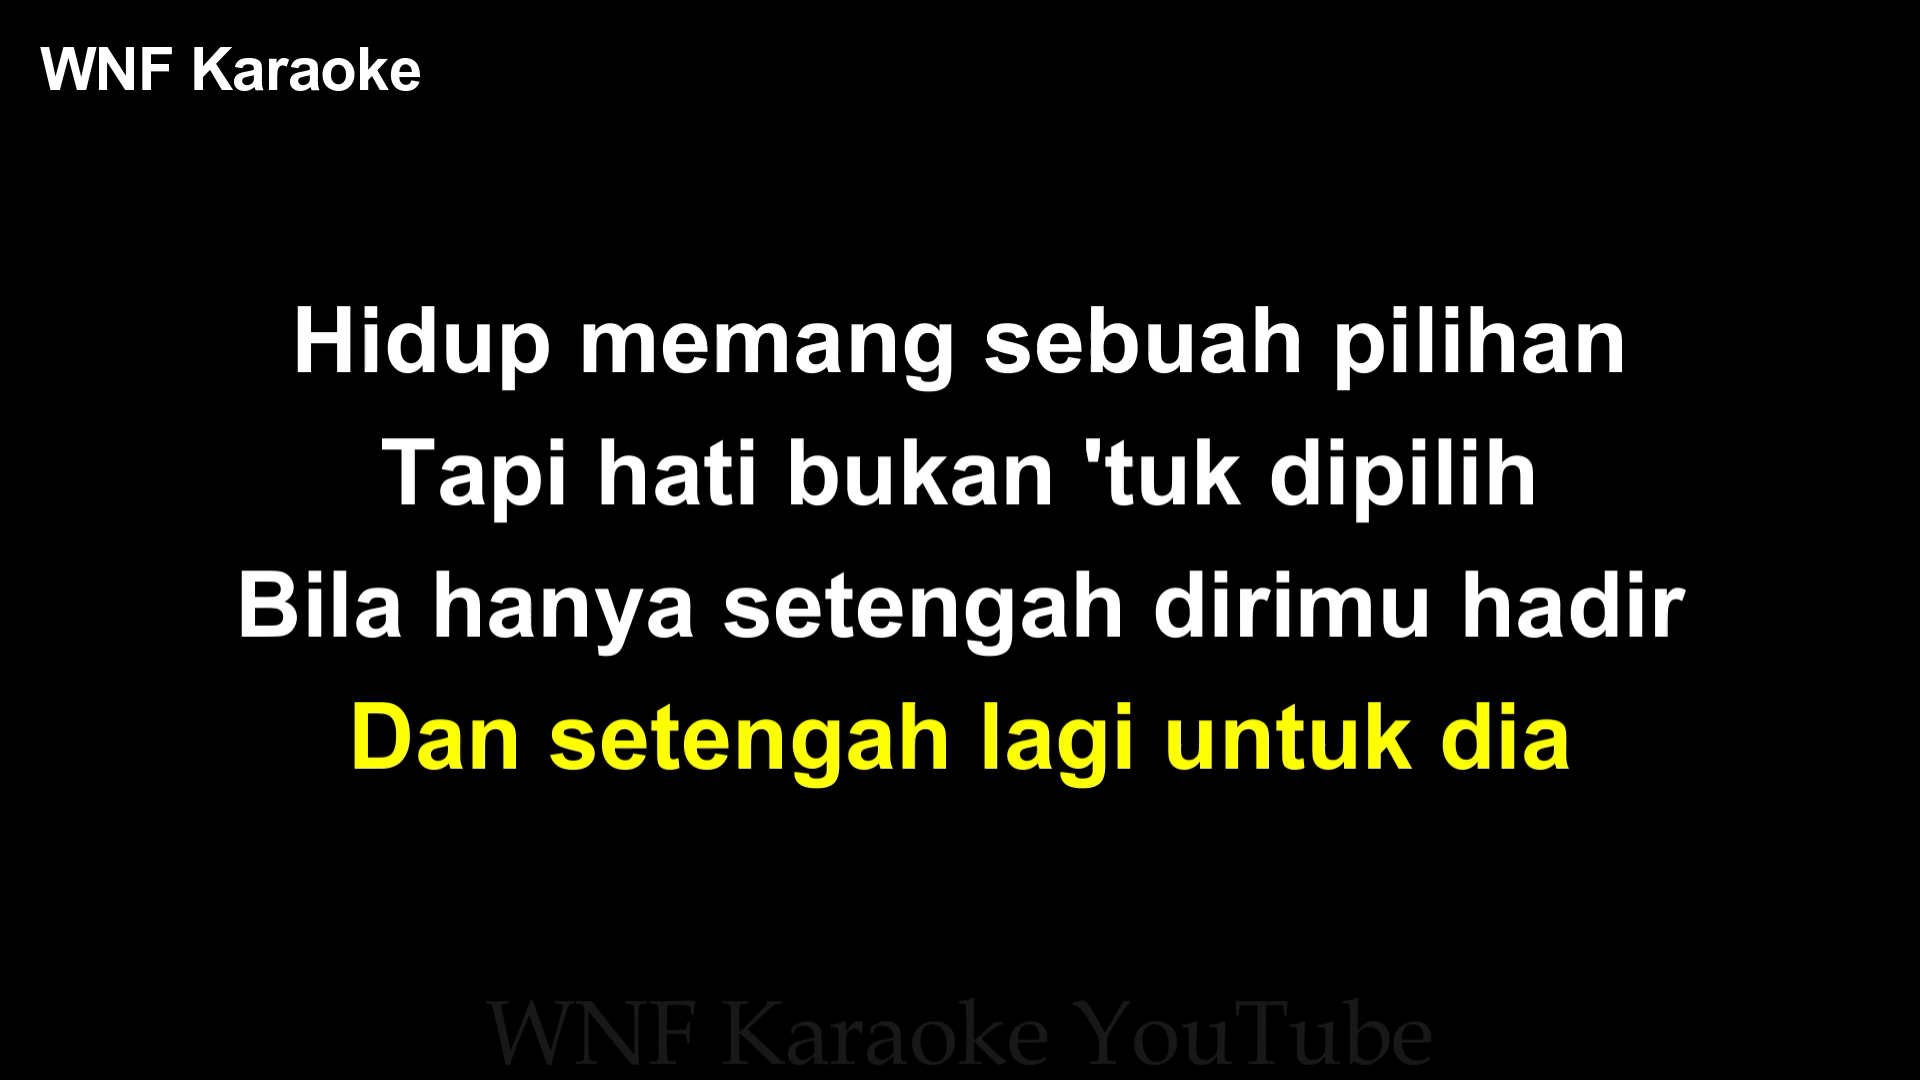 WNF Karaoke
Hidup memang sebuah pilihan
Tapi hati bukan 'tuk dipilih
Bila hanya setengah dirimu hadir
Dan setengah lagi untuk dia
WNF Karaoke YouTube